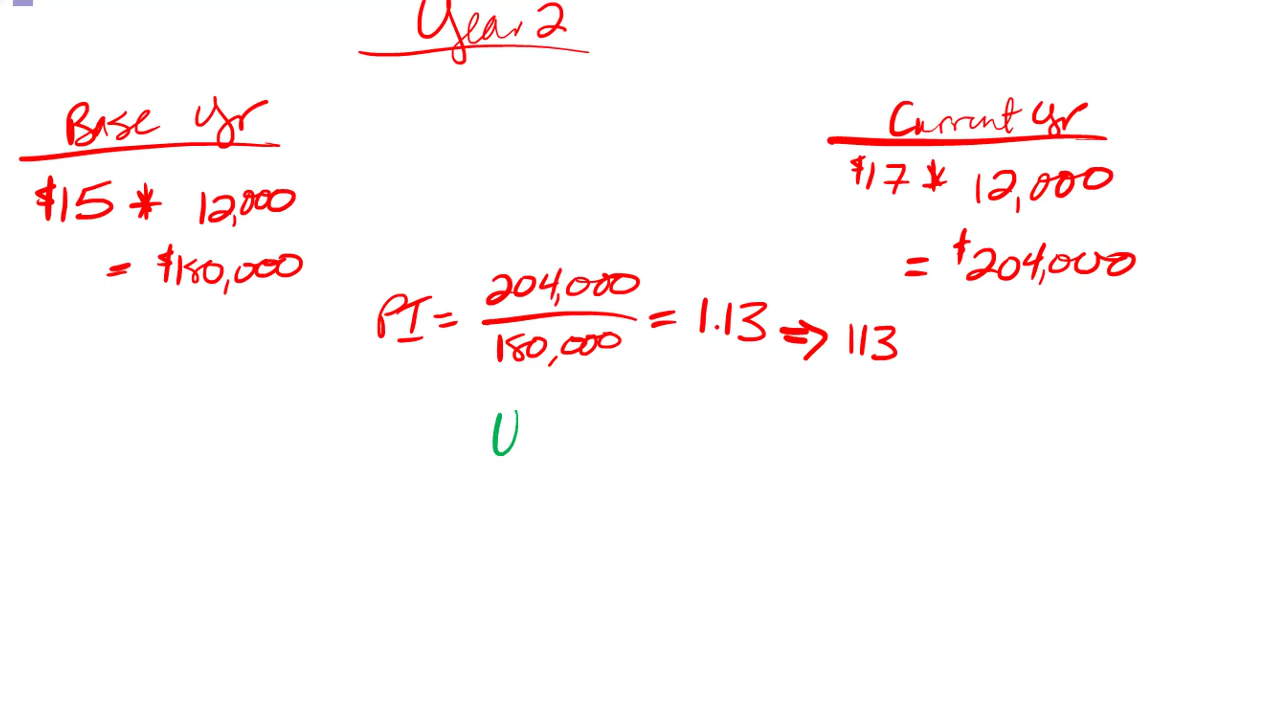 Year 2
Base Yr
$15 * 12,000
= $180,000
Current Yr
$17 * 12,000
= $204,000
PI = 204,000 / 180,000 = 1.13 ⇒ 113
U